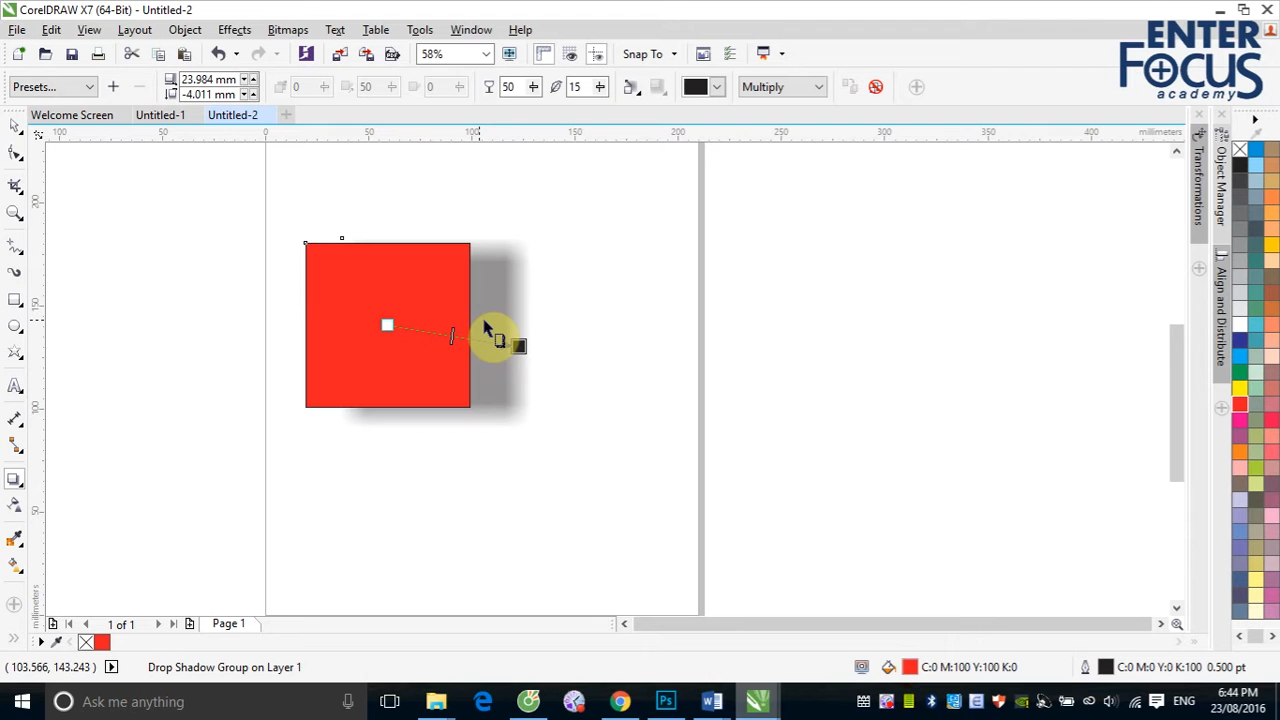 CorelDRAW X7 (64-Bit) - Untitled-2
File Edit View Layout Object Effects Bitmaps Text Table Tools Window Help
ENTER
FOCUS
academy
58% Snap To
Presets... 23.984 mm 0 50 0 50 15 Multiply
-4.011 mm
Welcome Screen Untitled-1 Untitled-2
100 50 0 50 100 150 200 250 300 350 400 millimeters
200
150
100
50
millimeters
Transformations
Object Manager
Align and Distribute
1 of 1 Page 1
(103.566, 143.243) Drop Shadow Group on Layer 1 C:0 M:100 Y:100 K:0 C:0 M:0 Y:0 K:100 0.500 pt
Ask me anything ENG 6:44 PM
23/08/2016